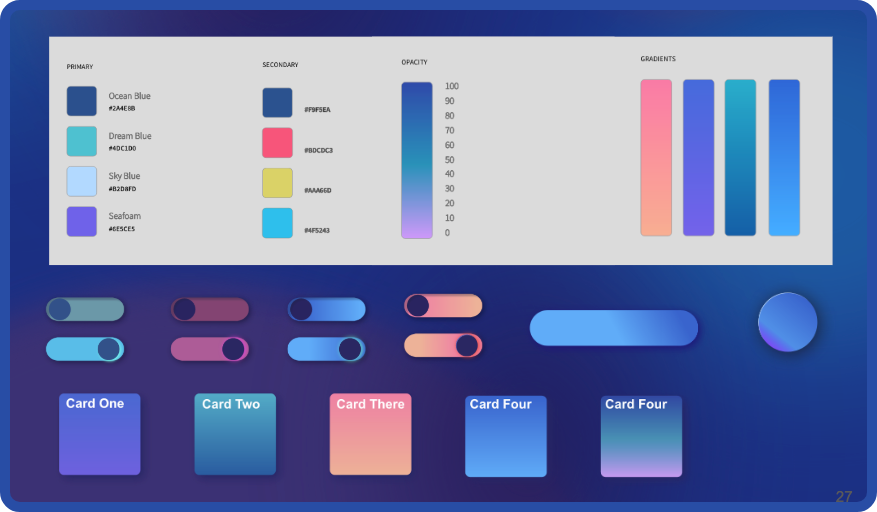 PRIMARY
Ocean Blue
#2A4E8B
Dream Blue
#4DC1D0
Sky Blue
#B2D8FD
Seafoam
#6E5CE5
SECONDARY
#F9F5EA
#BDCDC3
#AAA66D
#4F5243
OPACITY
100
90
80
70
60
50
40
30
20
10
0
GRADIENTS
Card One
Card Two
Card There
Card Four
Card Four
27